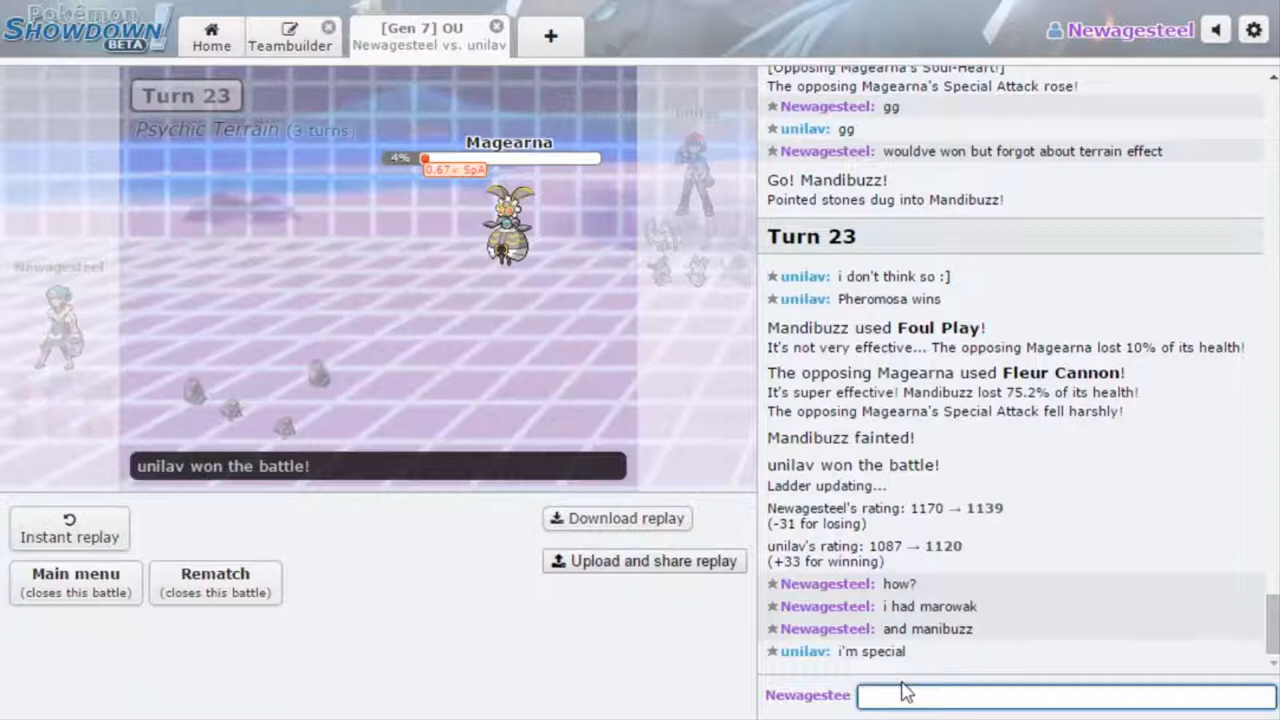 Pokémon
SHOWDOWN!
BETA
Home
Teambuilder
[Gen 7] OU
Newagesteel vs. unilav
+
Newagesteel
Turn 23
Psychic Terrain (3 turns)
Magearna
4%
0.67× SpA
Newagesteel
unilav
unilav won the battle!
Instant replay
Download replay
Upload and share replay
Main menu
(closes this battle)
Rematch
(closes this battle)
[Opposing Magearna's Soul-Heart!]
The opposing Magearna's Special Attack rose!
★Newagesteel: gg
★unilav: gg
★Newagesteel: wouldve won but forgot about terrain effect
Go! Mandibuzz!
Pointed stones dug into Mandibuzz!
Turn 23
★unilav: i don't think so :]
★unilav: Pheromosa wins
Mandibuzz used Foul Play!
It's not very effective... The opposing Magearna lost 10% of its health!
The opposing Magearna used Fleur Cannon!
It's super effective! Mandibuzz lost 75.2% of its health!
The opposing Magearna's Special Attack fell harshly!
Mandibuzz fainted!
unilav won the battle!
Ladder updating...
Newagesteel's rating: 1170 → 1139
(-31 for losing)
unilav's rating: 1087 → 1120
(+33 for winning)
★Newagesteel: how?
★Newagesteel: i had marowak
★Newagesteel: and manibuzz
★unilav: i'm special
Newagestee